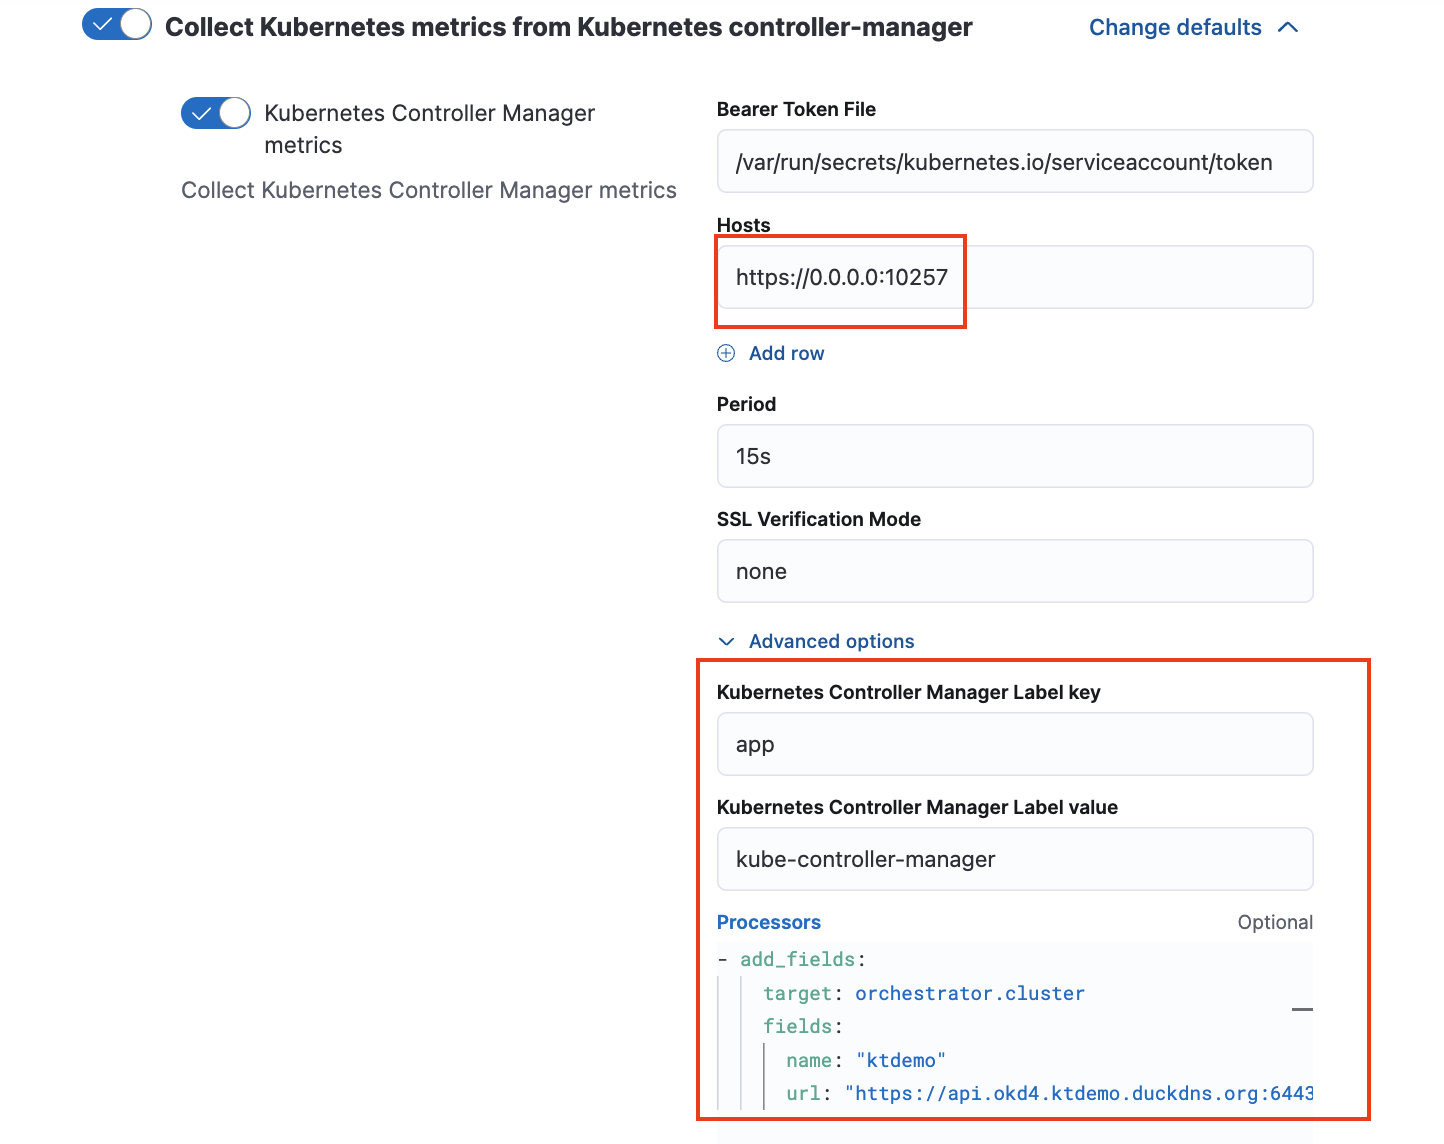 Collect Kubernetes metrics from Kubernetes controller-manager
Change defaults
Kubernetes Controller Manager
metrics
Collect Kubernetes Controller Manager metrics
Bearer Token File
/var/run/secrets/kubernetes.io/serviceaccount/token
Hosts
https://0.0.0.0:10257
Add row
Period
15s
SSL Verification Mode
none
Advanced options
Kubernetes Controller Manager Label key
app
Kubernetes Controller Manager Label value
kube-controller-manager
Processors
Optional
- add_fields:
target: orchestrator.cluster
fields:
name: "ktdemo"
url: "https://api.okd4.ktdemo.duckdns.org:6443